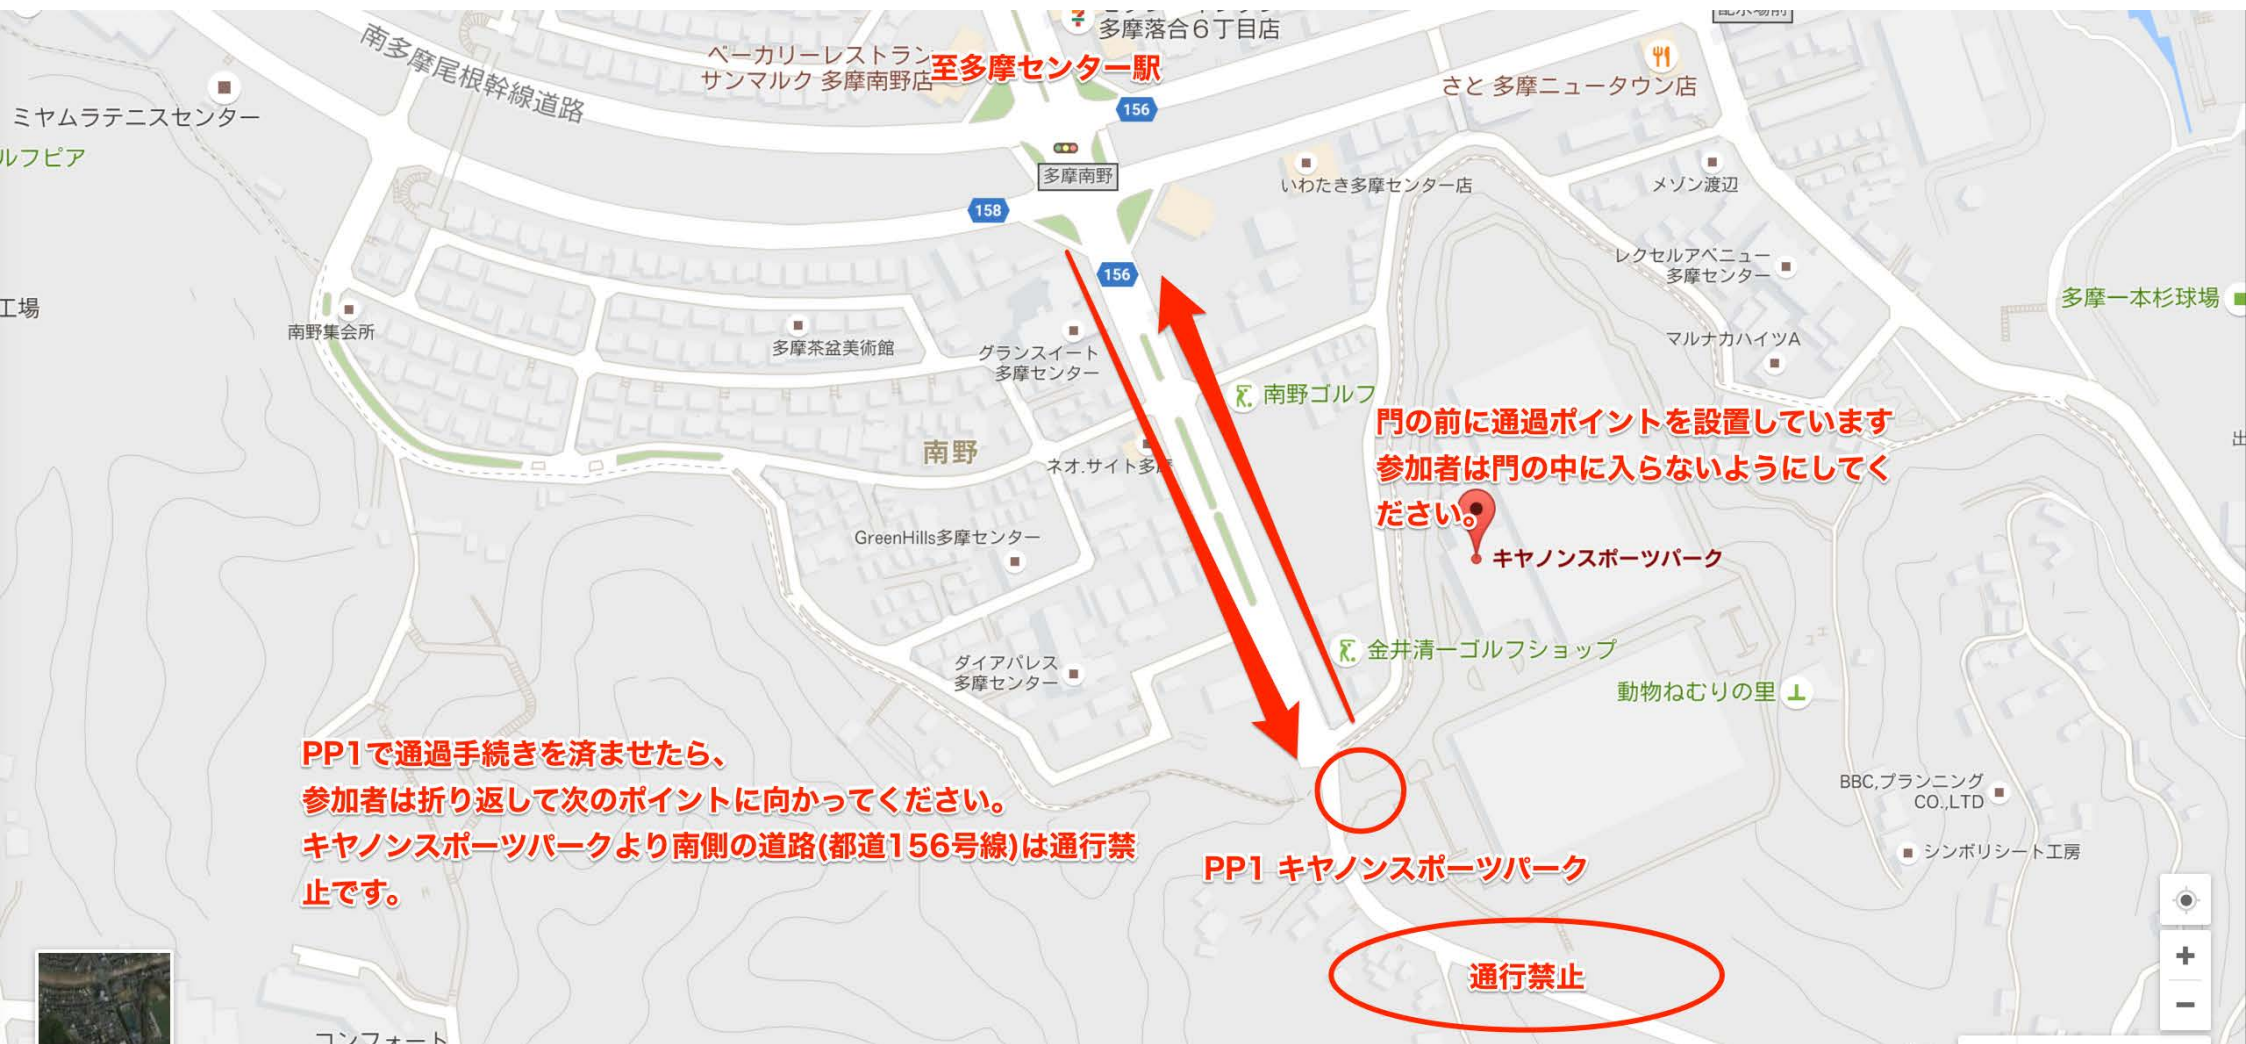 多摩落合6丁目店
配水場前
南多摩尾根幹線道路
ベーカリーレストラン
サンマルク 多摩南野店
至多摩センター駅
さと 多摩ニュータウン店
ミヤムラテニスセンター
ルフピア
156
多摩南野
いわたき多摩センター店
メゾン渡辺
158
156
レクセルアベニュー
多摩センター
多摩一本杉球場
工場
南野集会所
多摩茶盆美術館
グランスイート
多摩センター
マルナカハイツA
南野ゴルフ
門の前に通過ポイントを設置しています
参加者は門の中に入らないようにしてく
ださい。
出
南野
ネオ.サイト多摩
GreenHills多摩センター
キヤノンスポーツパーク
金井清一ゴルフショップ
ダイアパレス
多摩センター
動物ねむりの里
PP1で通過手続きを済ませたら、
参加者は折り返して次のポイントに向かってください。
キヤノンスポーツパークより南側の道路(都道156号線)は通行禁
止です。
BBC,プランニング
CO.,LTD
シンボリシート工房
PP1 キヤノンスポーツパーク
通行禁止
コンフォート